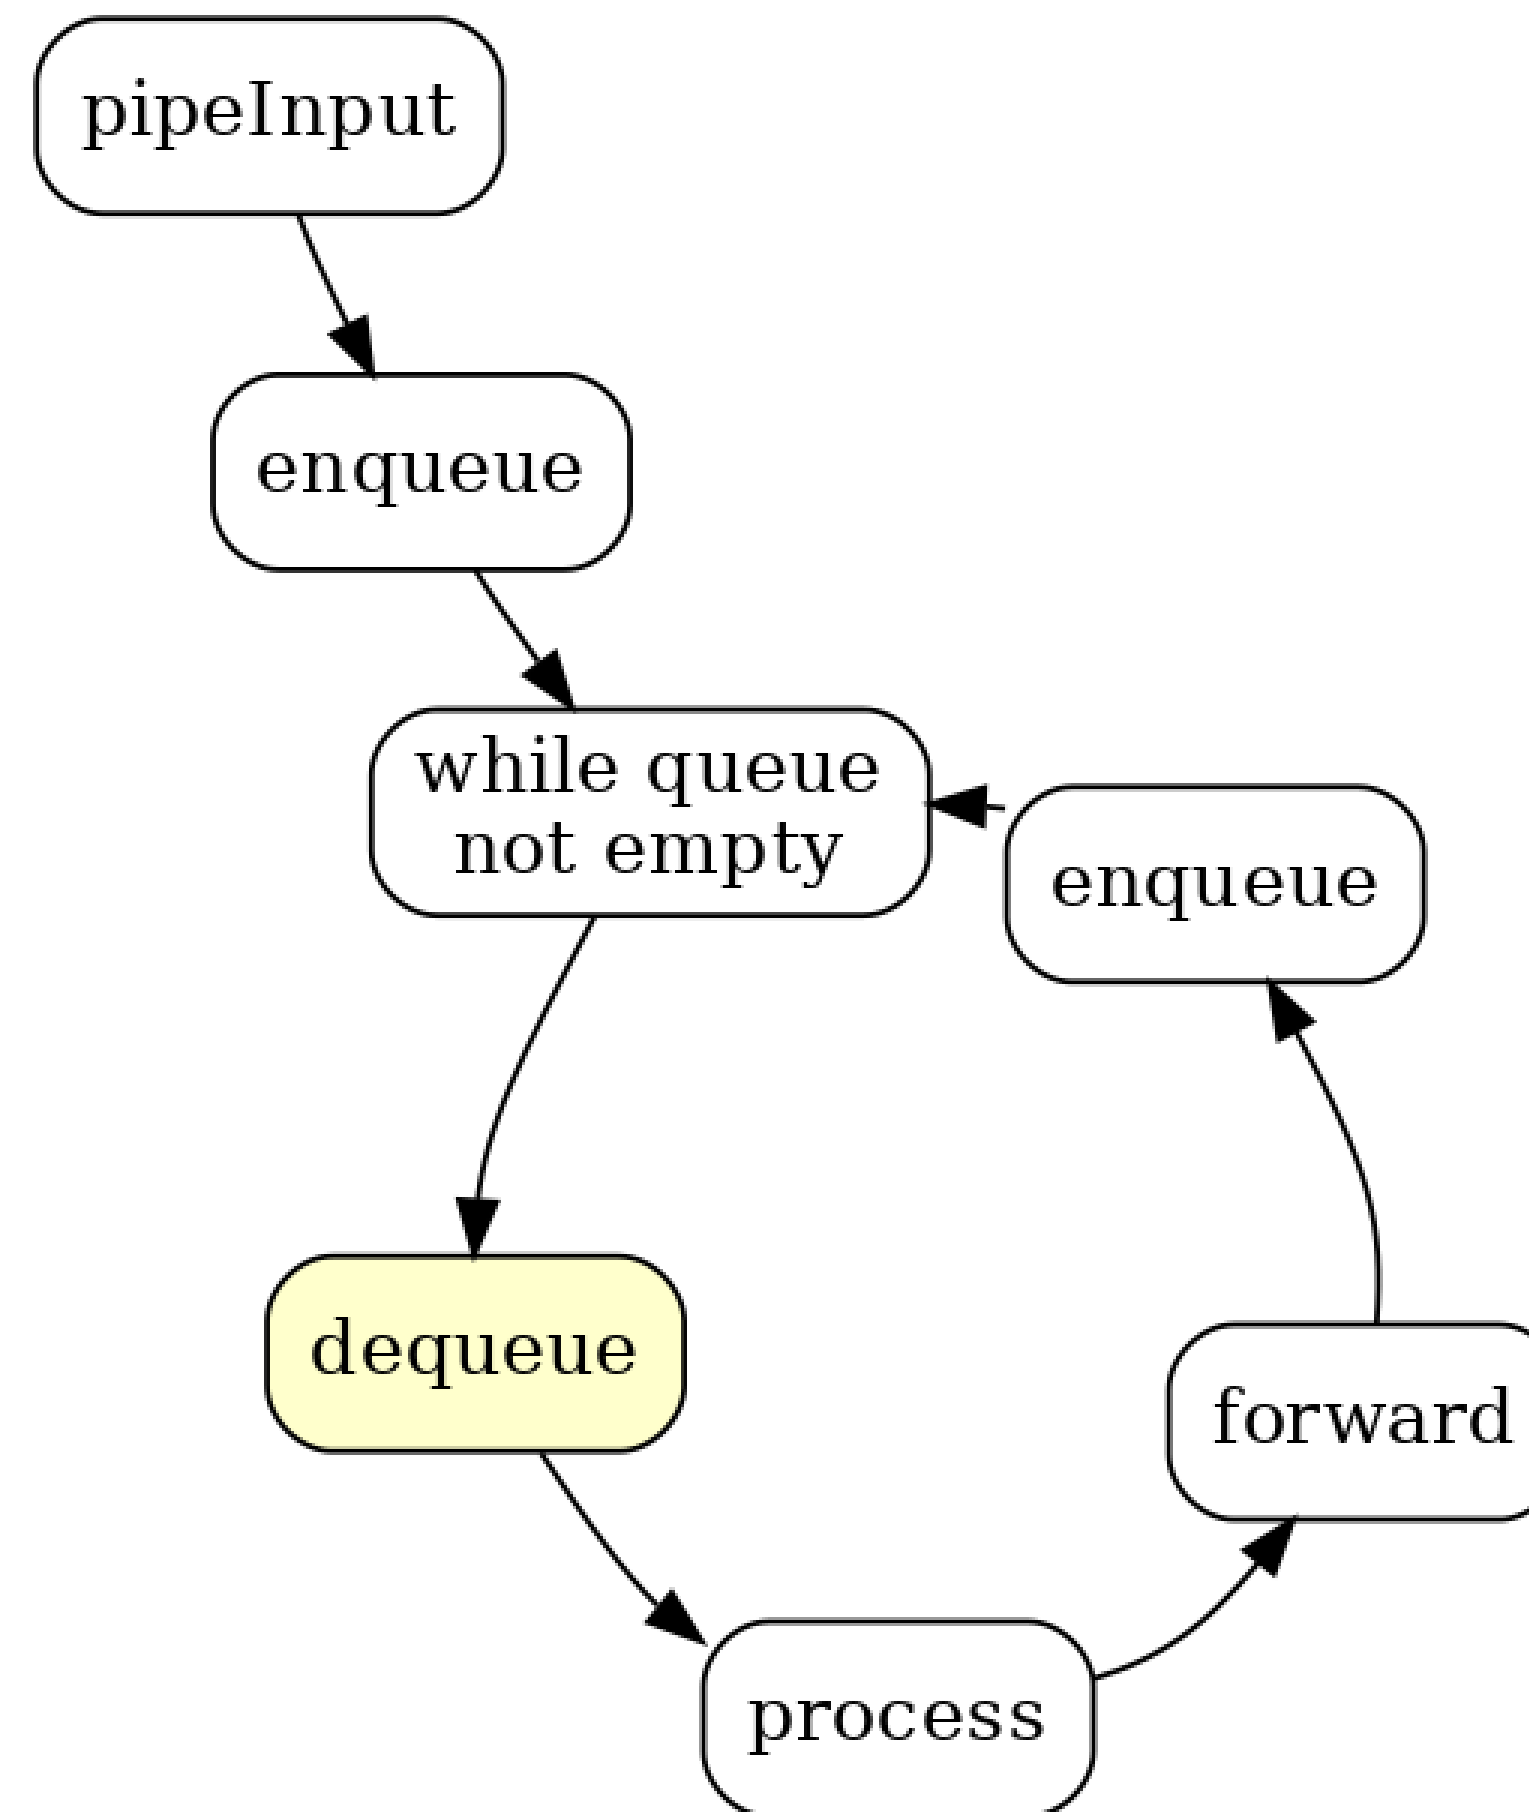 pipeInput
enqueue
while queue
not empty
enqueue
dequeue
forward
process